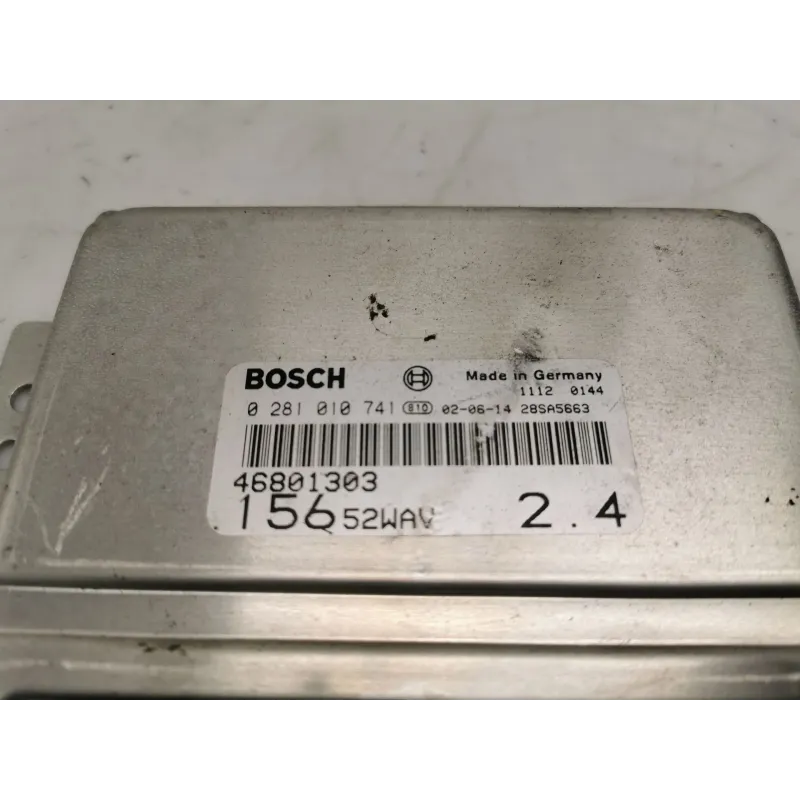 BOSCH Made in Germany
1112 0144
0 281 010 741 810 02-06-14 28SA5663
46801303
156 52WAV 2.4